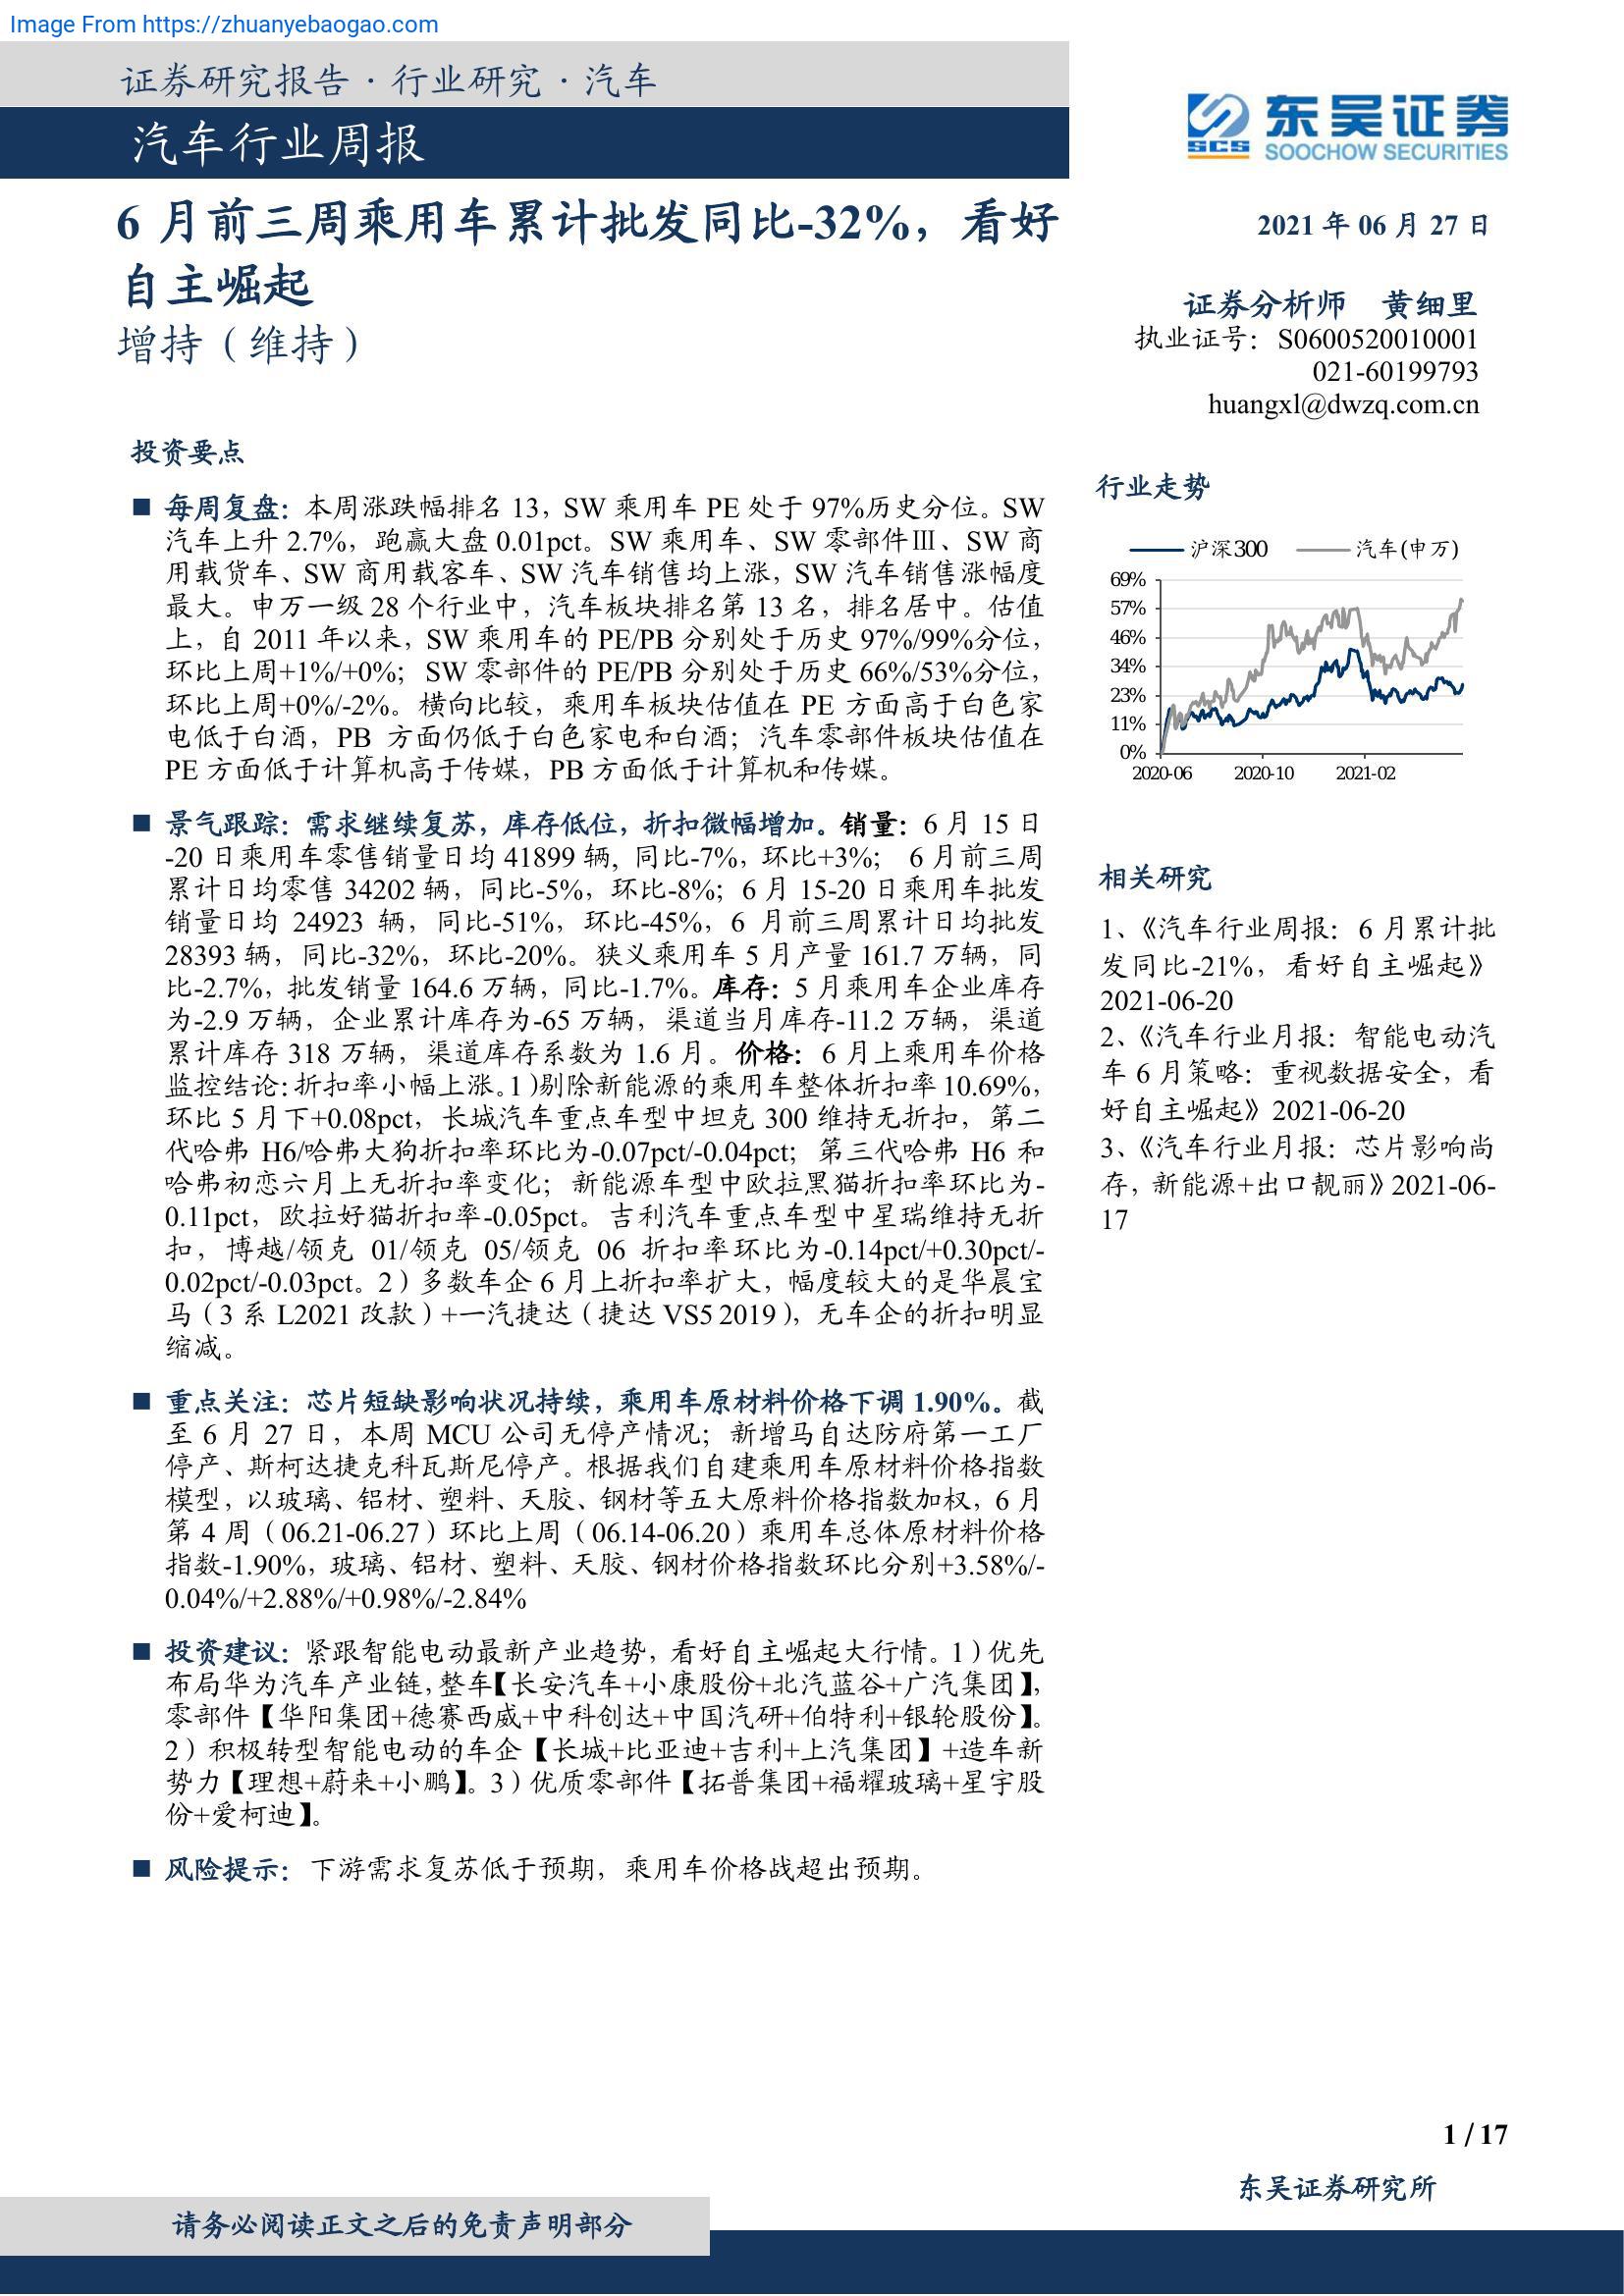 Image From https://zhuanyebaogao.com
证券研究报告 · 行业研究 · 汽车
汽车行业周报
东吴证券
SCS
SOOCHOW SECURITIES
6 月前三周乘用车累计批发同比-32%，看好
自主崛起
增持（维持）
2021 年 06 月 27 日
证券分析师 黄细里
执业证号：S0600520010001
021-60199793
huangxl@dwzq.com.cn
投资要点
■ 每周复盘：本周涨跌幅排名 13，SW 乘用车 PE 处于 97%历史分位。SW
汽车上升 2.7%，跑赢大盘 0.01pct。SW 乘用车、SW 零部件Ⅲ、SW 商
用载货车、SW 商用载客车、SW 汽车销售均上涨，SW 汽车销售涨幅度
最大。申万一级 28 个行业中，汽车板块排名第 13 名，排名居中。估值
上，自 2011 年以来，SW 乘用车的 PE/PB 分别处于历史 97%/99%分位，
环比上周+1%/+0%；SW 零部件的 PE/PB 分别处于历史 66%/53%分位，
环比上周+0%/-2%。横向比较，乘用车板块估值在 PE 方面高于白色家
电低于白酒，PB 方面仍低于白色家电和白酒；汽车零部件板块估值在
PE 方面低于计算机高于传媒，PB 方面低于计算机和传媒。
■ 景气跟踪：需求继续复苏，库存低位，折扣微幅增加。销量：6 月 15 日
-20 日乘用车零售销量日均 41899 辆, 同比-7%，环比+3%； 6 月前三周
累计日均零售 34202 辆，同比-5%，环比-8%；6 月 15-20 日乘用车批发
销量日均 24923 辆，同比-51%，环比-45%，6 月前三周累计日均批发
28393 辆，同比-32%，环比-20%。狭义乘用车 5 月产量 161.7 万辆，同
比-2.7%，批发销量 164.6 万辆，同比-1.7%。库存：5 月乘用车企业库存
为-2.9 万辆，企业累计库存为-65 万辆，渠道当月库存-11.2 万辆，渠道
累计库存 318 万辆，渠道库存系数为 1.6 月。价格：6 月上乘用车价格
监控结论：折扣率小幅上涨。1）剔除新能源的乘用车整体折扣率 10.69%，
环比 5 月下+0.08pct，长城汽车重点车型中坦克 300 维持无折扣，第二
代哈弗 H6/哈弗大狗折扣率环比为-0.07pct/-0.04pct；第三代哈弗 H6 和
哈弗初恋六月上无折扣率变化；新能源车型中欧拉黑猫折扣率环比为-
0.11pct，欧拉好猫折扣率-0.05pct。吉利汽车重点车型中星瑞维持无折
扣，博越/领克 01/领克 05/领克 06 折扣率环比为-0.14pct/+0.30pct/-
0.02pct/-0.03pct。2）多数车企 6 月上折扣率扩大，幅度较大的是华晨宝
马（3 系 L2021 改款）+一汽捷达（捷达 VS5 2019），无车企的折扣明显
缩减。
■ 重点关注：芯片短缺影响状况持续，乘用车原材料价格下调 1.90%。截
至 6 月 27 日，本周 MCU 公司无停产情况；新增马自达防府第一工厂
停产、斯柯达捷克科瓦斯尼停产。根据我们自建乘用车原材料价格指数
模型，以玻璃、铝材、塑料、天胶、钢材等五大原料价格指数加权，6 月
第 4 周（06.21-06.27）环比上周（06.14-06.20）乘用车总体原材料价格
指数-1.90%，玻璃、铝材、塑料、天胶、钢材价格指数环比分别+3.58%/-
0.04%/+2.88%/+0.98%/-2.84%
■ 投资建议：紧跟智能电动最新产业趋势，看好自主崛起大行情。1）优先
布局华为汽车产业链，整车【长安汽车+小康股份+北汽蓝谷+广汽集团】，
零部件【华阳集团+德赛西威+中科创达+中国汽研+伯特利+银轮股份】。
2）积极转型智能电动的车企【长城+比亚迪+吉利+上汽集团】+造车新
势力【理想+蔚来+小鹏】。3）优质零部件【拓普集团+福耀玻璃+星宇股
份+爱柯迪】。
■ 风险提示：下游需求复苏低于预期，乘用车价格战超出预期。
行业走势
沪深300 汽车(申万)
69%
57%
46%
34%
23%
11%
0%
2020-06 2020-10 2021-02
相关研究
1、《汽车行业周报：6 月累计批
发同比-21%，看好自主崛起》
2021-06-20
2、《汽车行业月报：智能电动汽
车 6 月策略：重视数据安全，看
好自主崛起》2021-06-20
3、《汽车行业月报：芯片影响尚
存，新能源+出口靓丽》2021-06-
17
1 / 17
东吴证券研究所
请务必阅读正文之后的免责声明部分